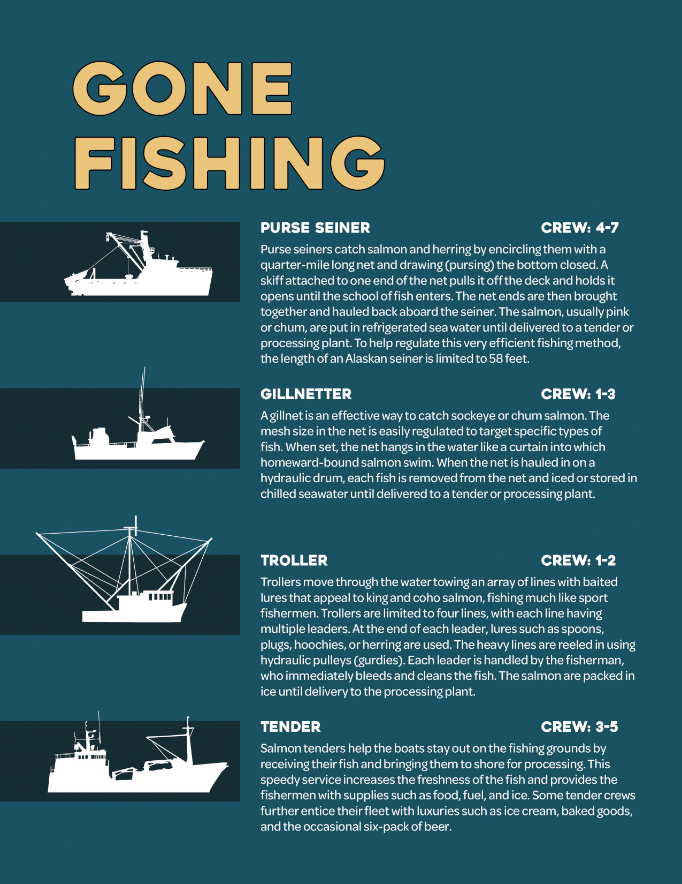 GONE
FISHING
PURSE SEINER CREW: 4-7
Purse seiners catch salmon and herring by encircling them with a
quarter-mile long net and drawing (pursing) the bottom closed. A
skiff attached to one end of the net pulls it off the deck and holds it
opens until the school of fish enters. The net ends are then brought
together and hauled back aboard the seiner. The salmon, usually pink
or chum, are put in refrigerated sea water until delivered to a tender or
processing plant. To help regulate this very efficient fishing method,
the length of an Alaskan seiner is limited to 58 feet.
GILLNETTER CREW: 1-3
A gillnet is an effective way to catch sockeye or chum salmon. The
mesh size in the net is easily regulated to target specific types of
fish. When set, the net hangs in the water like a curtain into which
homeward-bound salmon swim. When the net is hauled in on a
hydraulic drum, each fish is removed from the net and iced or stored in
chilled seawater until delivered to a tender or processing plant.
TROLLER CREW: 1-2
Trollers move through the water towing an array of lines with baited
lures that appeal to king and coho salmon, fishing much like sport
fishermen. Trollers are limited to four lines, with each line having
multiple leaders. At the end of each leader, lures such as spoons,
plugs, hoochies, or herring are used. The heavy lines are reeled in using
hydraulic pulleys (gurdies). Each leader is handled by the fisherman,
who immediately bleeds and cleans the fish. The salmon are packed in
ice until delivery to the processing plant.
TENDER CREW: 3-5
Salmon tenders help the boats stay out on the fishing grounds by
receiving their fish and bringing them to shore for processing. This
speedy service increases the freshness of the fish and provides the
fishermen with supplies such as food, fuel, and ice. Some tender crews
further entice their fleet with luxuries such as ice cream, baked goods,
and the occasional six-pack of beer.